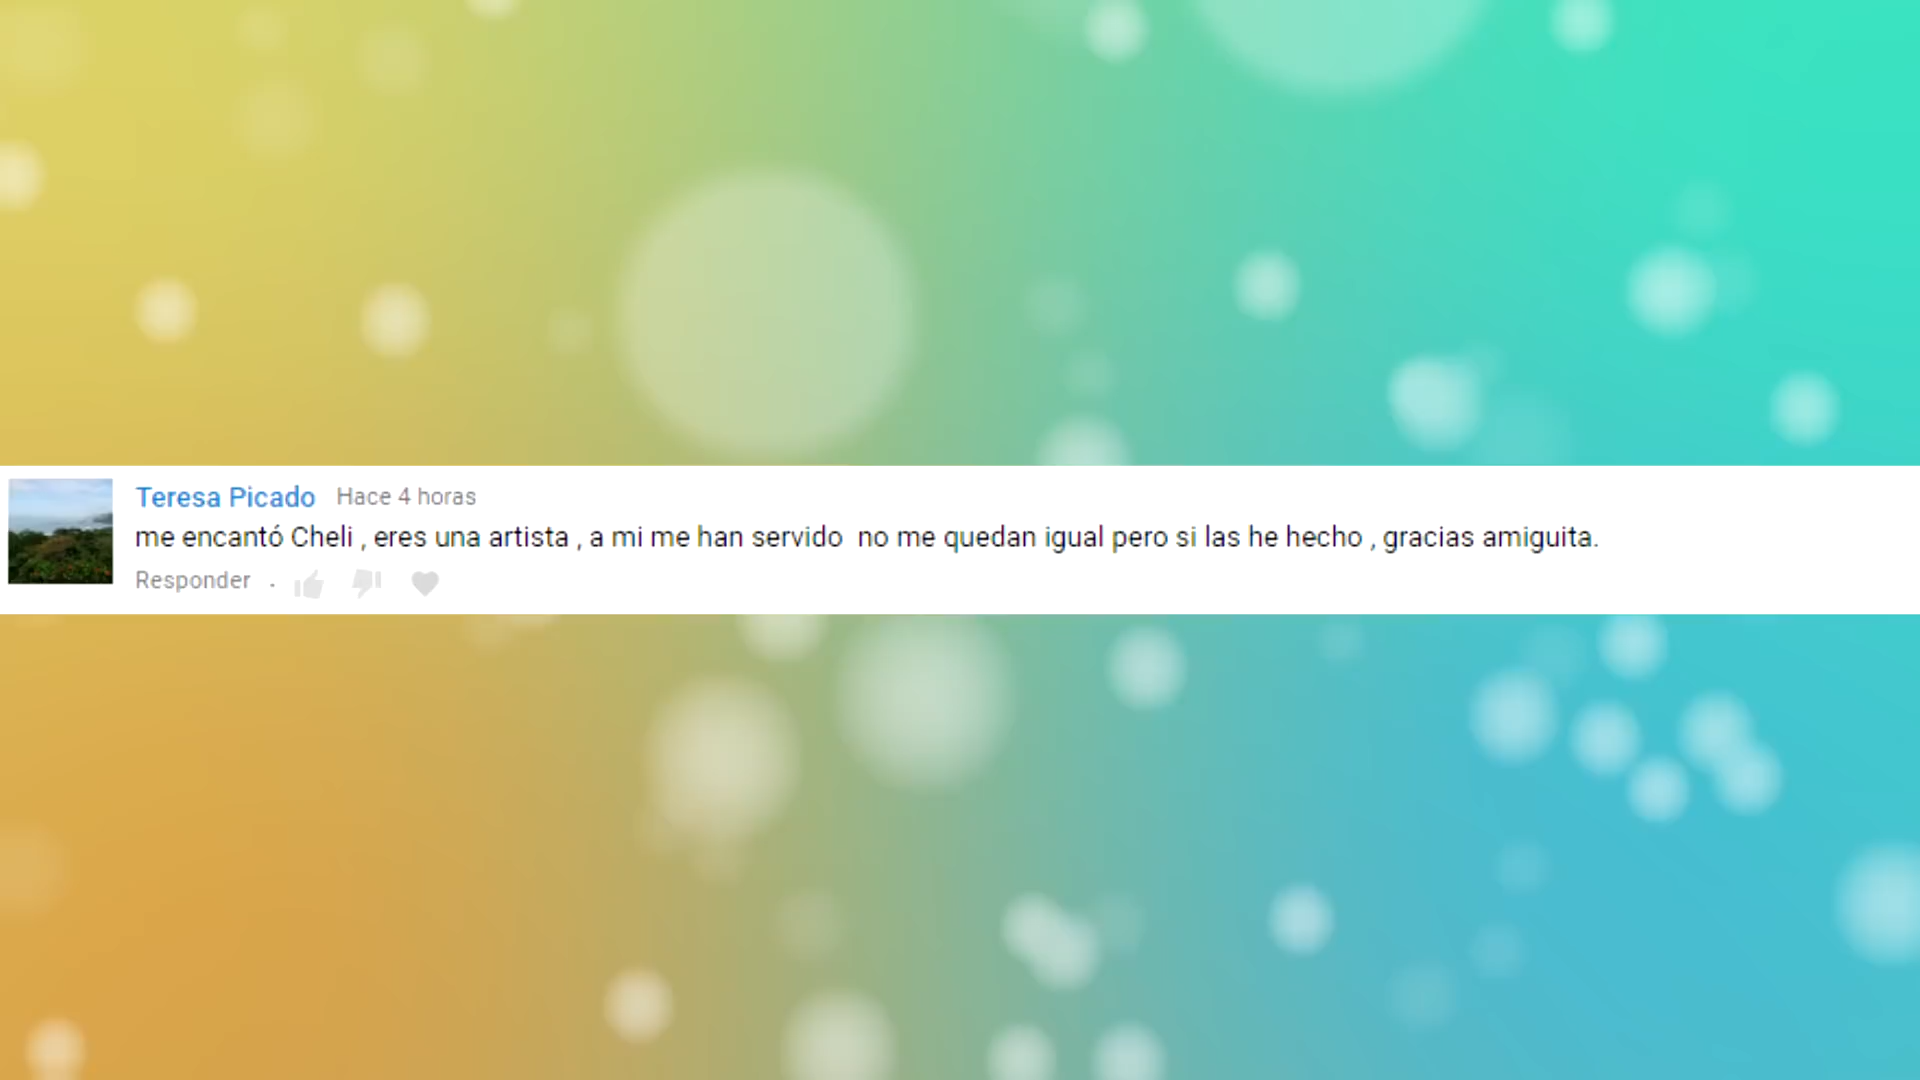 Teresa Picado Hace 4 horas
me encantó Cheli , eres una artista , a mi me han servido  no me quedan igual pero si las he hecho , gracias amiguita.
Responder .